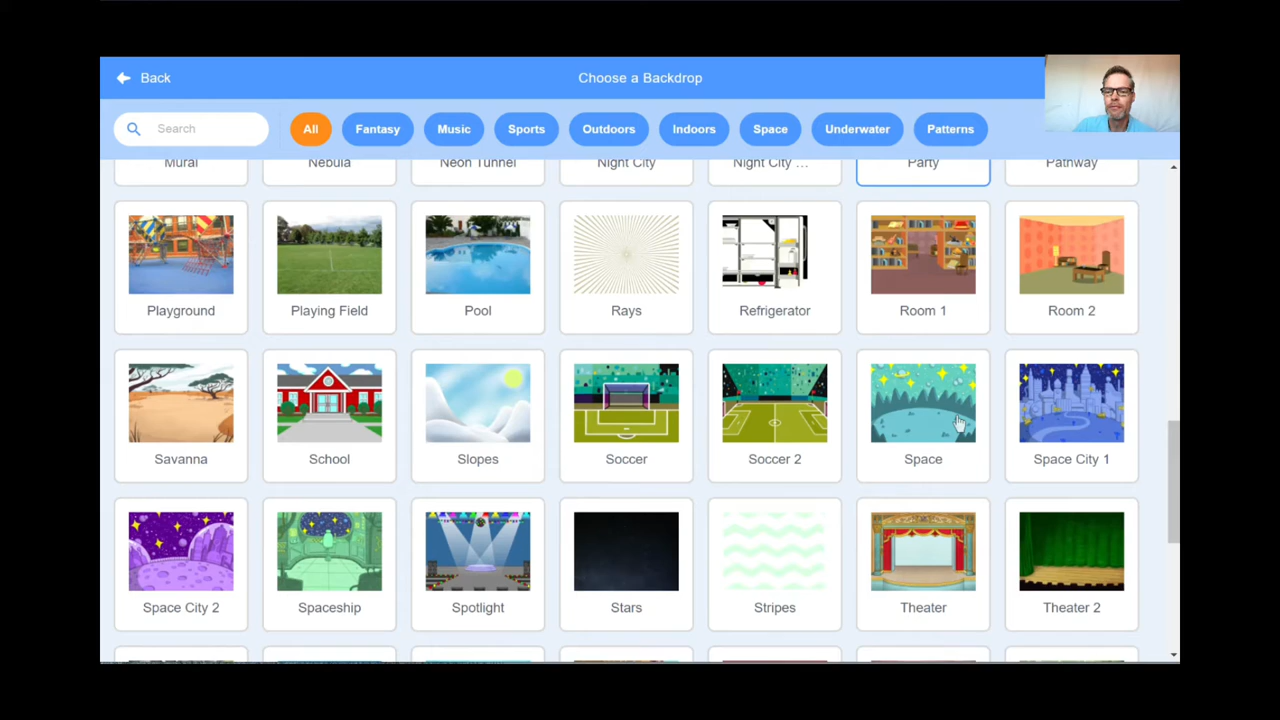 Back
Choose a Backdrop
Search
All
Fantasy
Music
Sports
Outdoors
Indoors
Space
Underwater
Patterns
Mural
Nebula
Neon Tunnel
Night City
Night City ...
Party
Pathway
Playground
Playing Field
Pool
Rays
Refrigerator
Room 1
Room 2
Savanna
School
Slopes
Soccer
Soccer 2
Space
Space City 1
Space City 2
Spaceship
Spotlight
Stars
Stripes
Theater
Theater 2